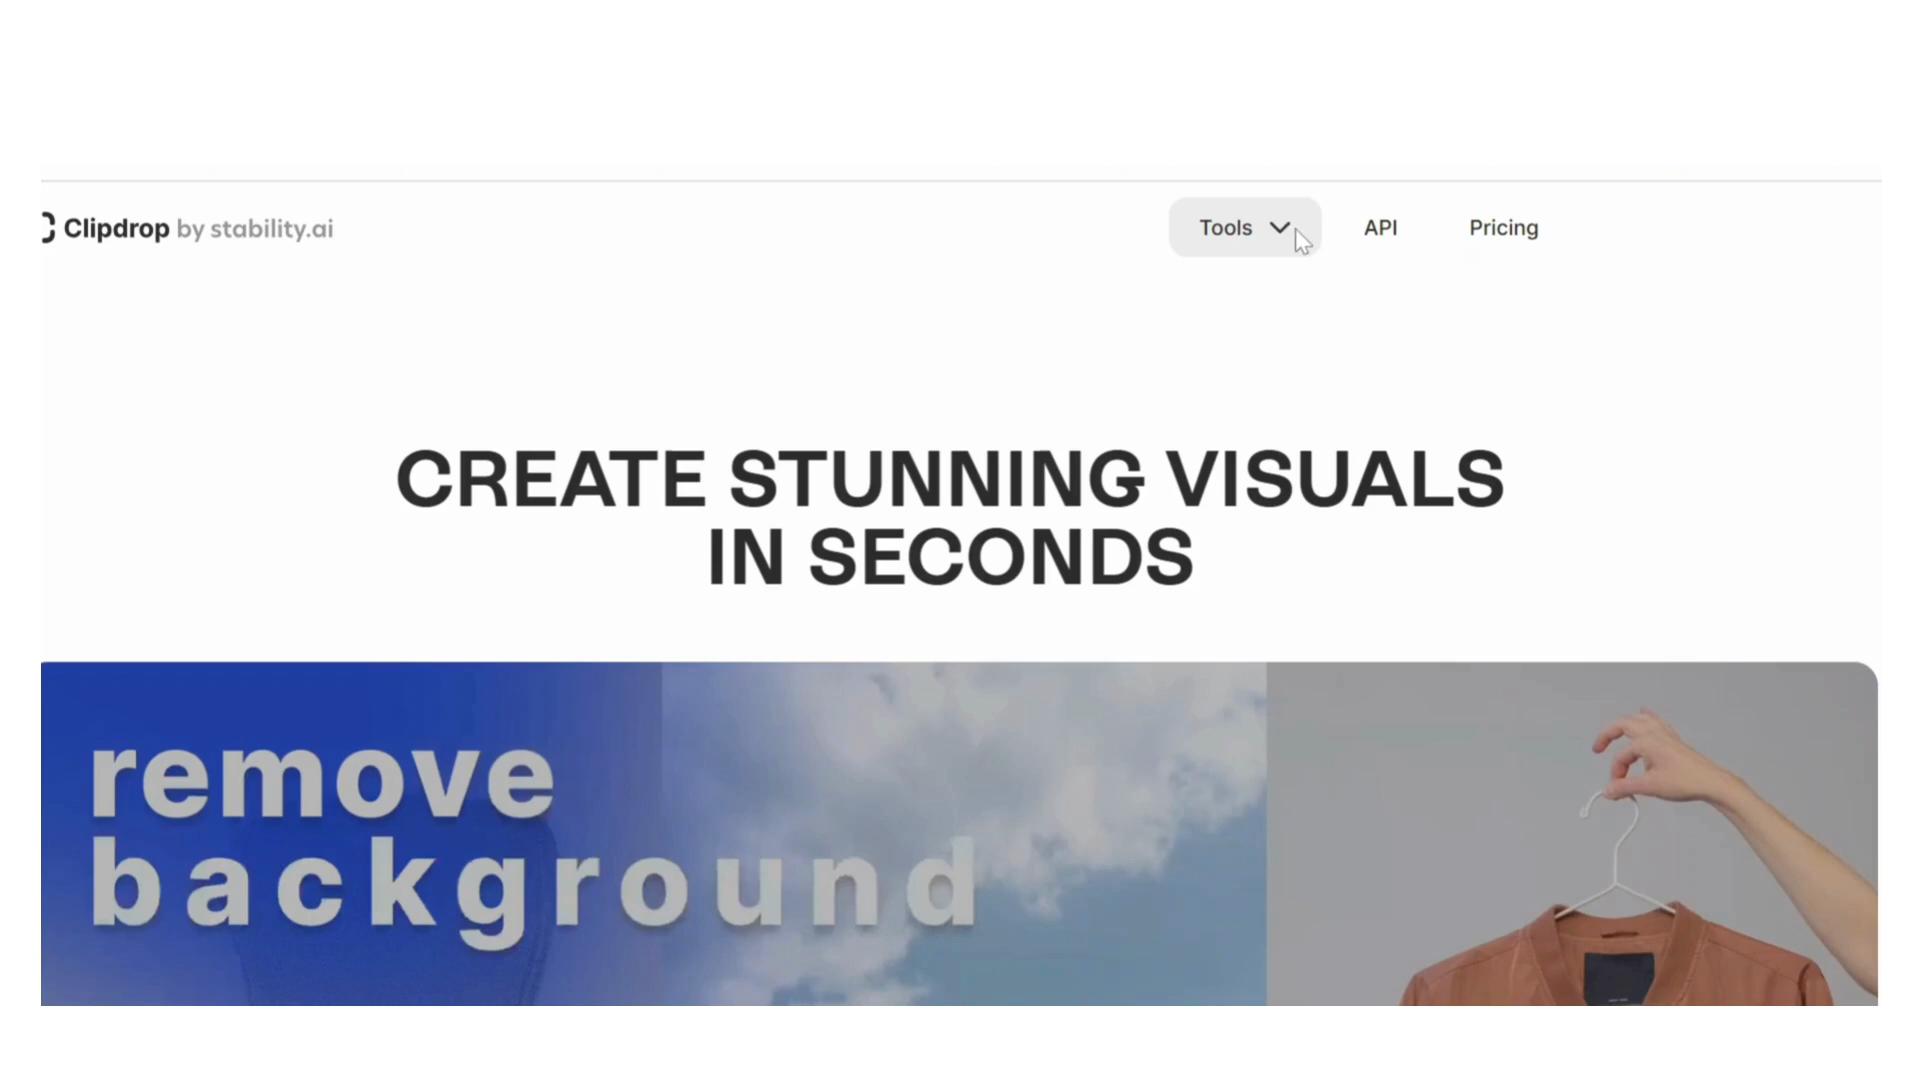 Clipdrop by stability.ai
Tools
API
Pricing
CREATE STUNNING VISUALS
IN SECONDS
remove
background